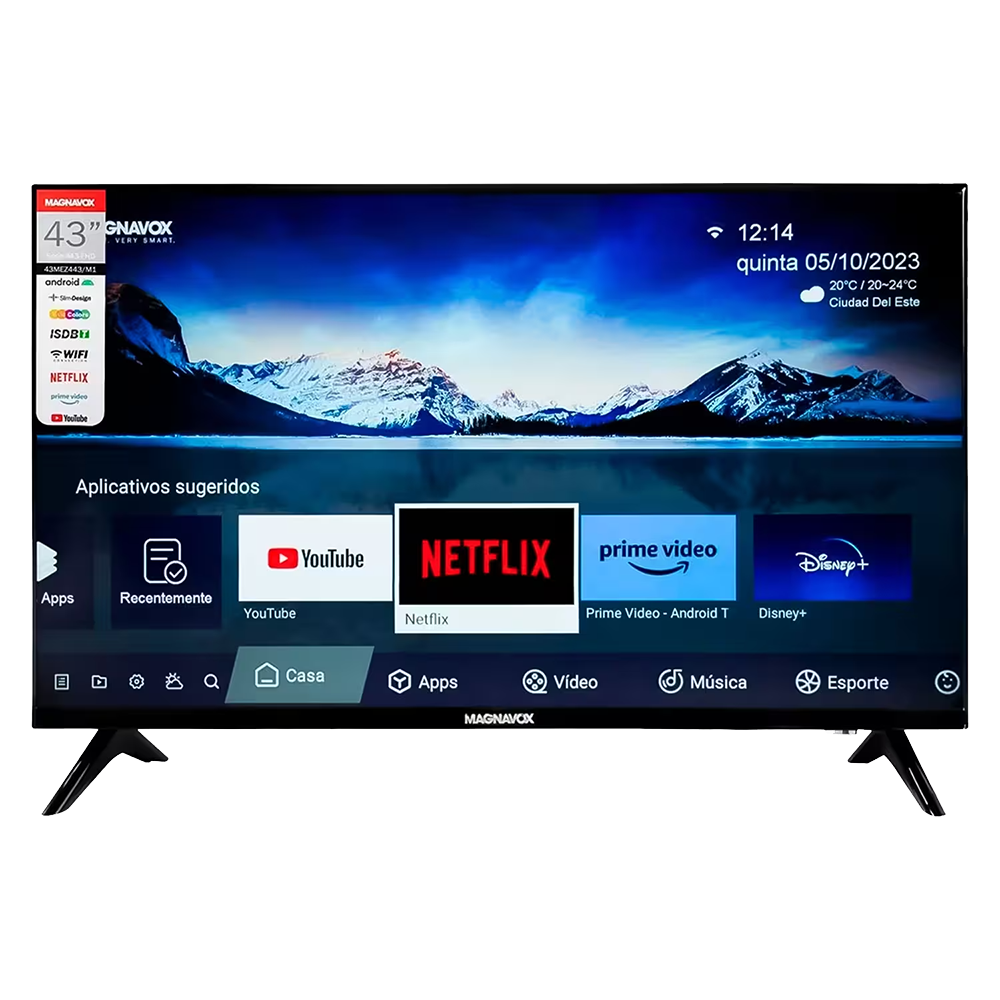 MAGNAVOX
43”
43MEZ443/M1
android
SlimDesign
Colors
ISDBT
WIFI
NETFLIX
prime video
YouTube
GNAVOX
VERY SMART.
12:14
quinta 05/10/2023
20°C / 20~24°C
Ciudad Del Este
Aplicativos sugeridos
Apps
Recentemente
YouTube
YouTube
NETFLIX
Netflix
prime video
Prime Video - Android T
Disney+
Disney+
Casa
Apps
Vídeo
Música
Esporte
MAGNAVOX